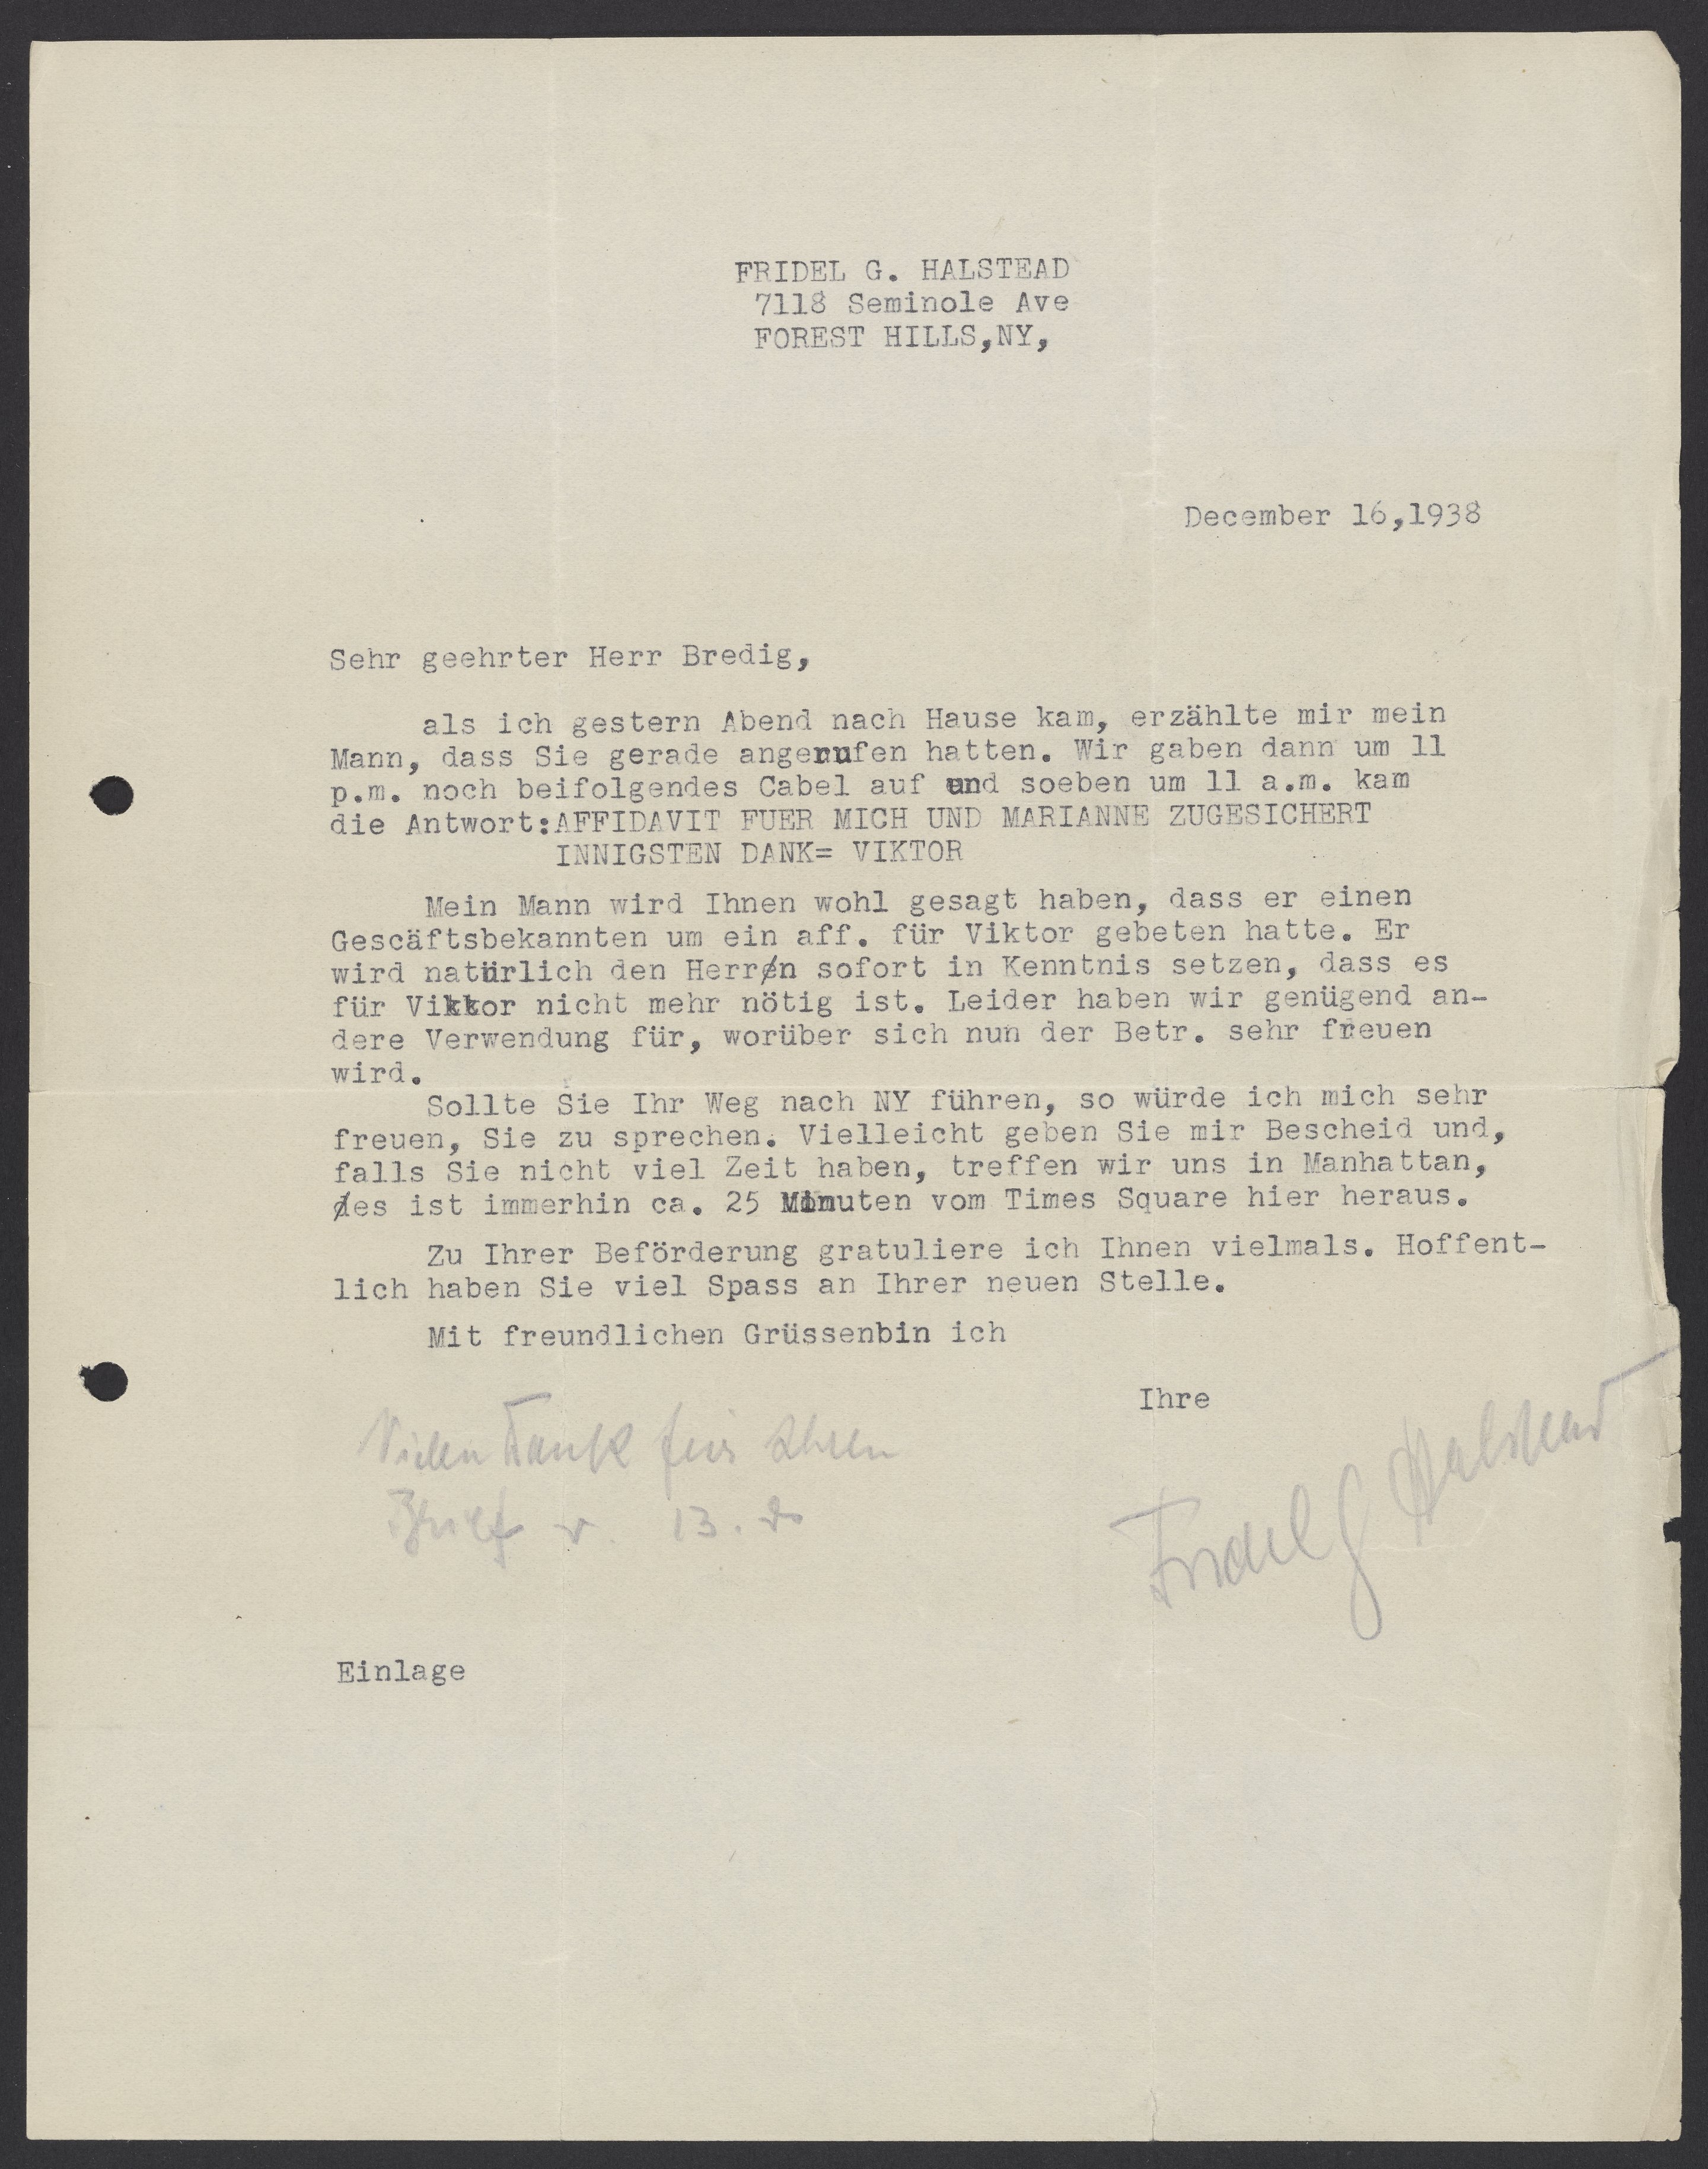 FRIDEL G. HALSTEAD
7118 Seminole Ave
FOREST HILLS,NY,
December 16,1938
Sehr geehrter Herr Bredig,
als ich gestern Abend nach Hause kam, erzählte mir mein
Mann, dass Sie gerade angerufen hatten. Wir gaben dann um 11
p.m. noch beifolgendes Cabel auf und soeben um 11 a.m. kam
die Antwort:AFFIDAVIT FUER MICH UND MARIANNE ZUGESICHERT
INNIGSTEN DANK= VIKTOR
Mein Mann wird Ihnen wohl gesagt haben, dass er einen
Gescäftsbekannten um ein aff. für Viktor gebeten hatte. Er
wird natürlich den Herrn sofort in Kenntnis setzen, dass es
für Viktor nicht mehr nötig ist. Leider haben wir genügend an-
dere Verwendung für, worüber sich nun der Betr. sehr freuen
wird.
Sollte Sie Ihr Weg nach NY führen, so würde ich mich sehr
freuen, Sie zu sprechen. Vielleicht geben Sie mir Bescheid und,
falls Sie nicht viel Zeit haben, treffen wir uns in Manhattan,
es ist immerhin ca. 25 Minuten vom Times Square hier heraus.
Zu Ihrer Beförderung gratuliere ich Ihnen vielmals. Hoffent-
lich haben Sie viel Spass an Ihrer neuen Stelle.
Mit freundlichen Grüssenbin ich
Ihre
Vielen Dank für Ihren
Brief v. 13. d.
Fridel G Halstead
Einlage